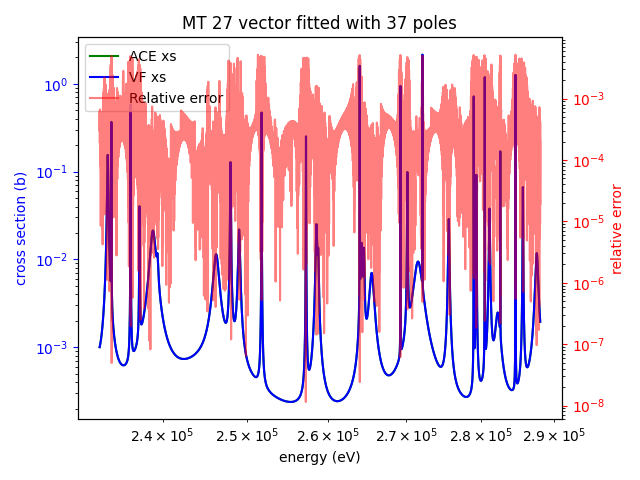 MT 27 vector fitted with 37 poles
ACE xs
VF xs
Relative error
cross section (b)
10⁰
10⁻¹
10⁻²
10⁻³
relative error
10⁻³
10⁻⁴
10⁻⁵
10⁻⁶
10⁻⁷
10⁻⁸
2.4 × 10⁵ 2.5 × 10⁵ 2.6 × 10⁵ 2.7 × 10⁵ 2.8 × 10⁵ 2.9 × 10⁵
energy (eV)